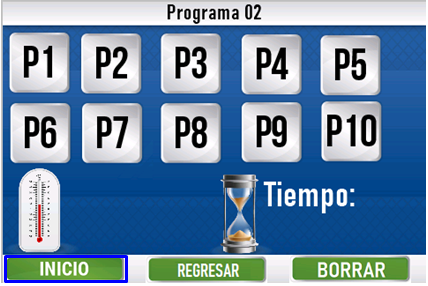 Programa 02
P1 P2 P3 P4 P5
P6 P7 P8 P9 P10
Tiempo:
INICIO REGRESAR BORRAR